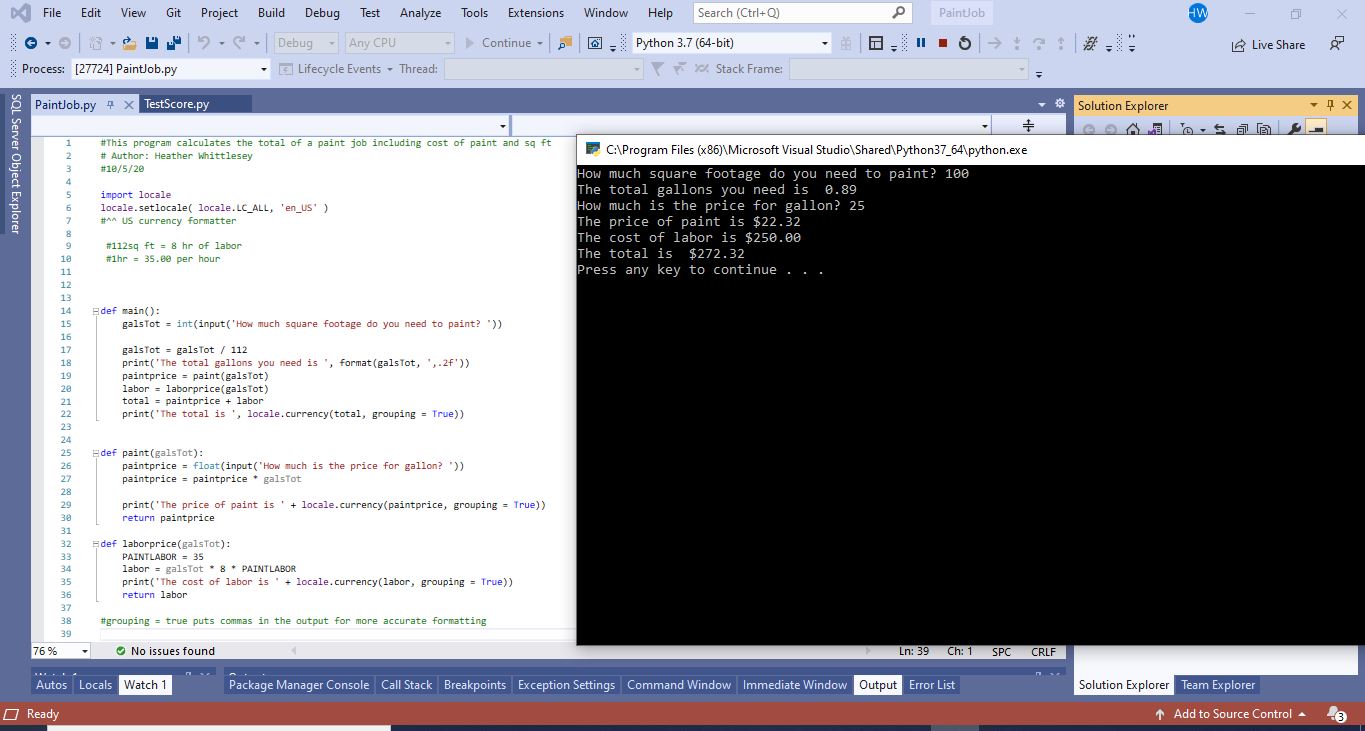 File Edit View Git Project Build Debug Test Analyze Tools Extensions Window Help Search (Ctrl+Q) PaintJob HW
Debug Any CPU Continue Python 3.7 (64-bit) Live Share
Process: [27724] PaintJob.py Lifecycle Events Thread: Stack Frame:
SQL Server Object Explorer
PaintJob.py TestScore.py
1 #This program calculates the total of a paint job including cost of paint and sq ft
2 # Author: Heather Whittlesey
3 #10/5/20
4
5 import locale
6 locale.setlocale( locale.LC_ALL, 'en_US' )
7 #^^ US currency formatter
8
9 #112sq ft = 8 hr of labor
10 #1hr = 35.00 per hour
11
12
13
14 def main():
15 galsTot = int(input('How much square footage do you need to paint? '))
16
17 galsTot = galsTot / 112
18 print('The total gallons you need is ', format(galsTot, ',.2f'))
19 paintprice = paint(galsTot)
20 labor = laborprice(galsTot)
21 total = paintprice + labor
22 print('The total is ', locale.currency(total, grouping = True))
23
24
25 def paint(galsTot):
26 paintprice = float(input('How much is the price for gallon? '))
27 paintprice = paintprice * galsTot
28
29 print('The price of paint is ' + locale.currency(paintprice, grouping = True))
30 return paintprice
31
32 def laborprice(galsTot):
33 PAINTLABOR = 35
34 labor = galsTot * 8 * PAINTLABOR
35 print('The cost of labor is ' + locale.currency(labor, grouping = True))
36 return labor
37
38 #grouping = true puts commas in the output for more accurate formatting
39
Solution Explorer
C:\Program Files (x86)\Microsoft Visual Studio\Shared\Python37_64\python.exe
How much square footage do you need to paint? 100
The total gallons you need is  0.89
How much is the price for gallon? 25
The price of paint is $22.32
The cost of labor is $250.00
The total is  $272.32
Press any key to continue . . .
76 % No issues found Ln: 39 Ch: 1 SPC CRLF
Autos Locals Watch 1 Package Manager Console Call Stack Breakpoints Exception Settings Command Window Immediate Window Output Error List Solution Explorer Team Explorer
Ready Add to Source Control 3